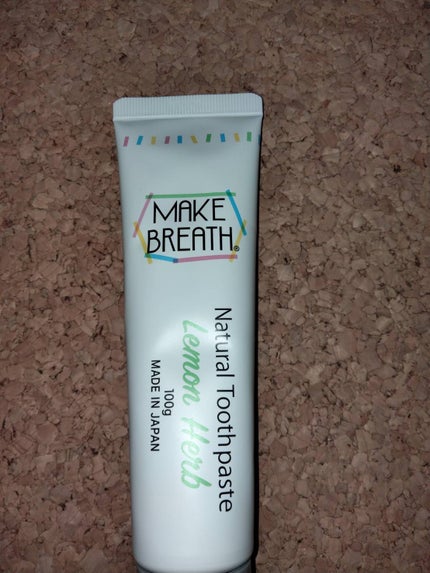 MAKE
BREATH®
Natural Toothpaste
Lemon Herb
100g
MADE IN JAPAN